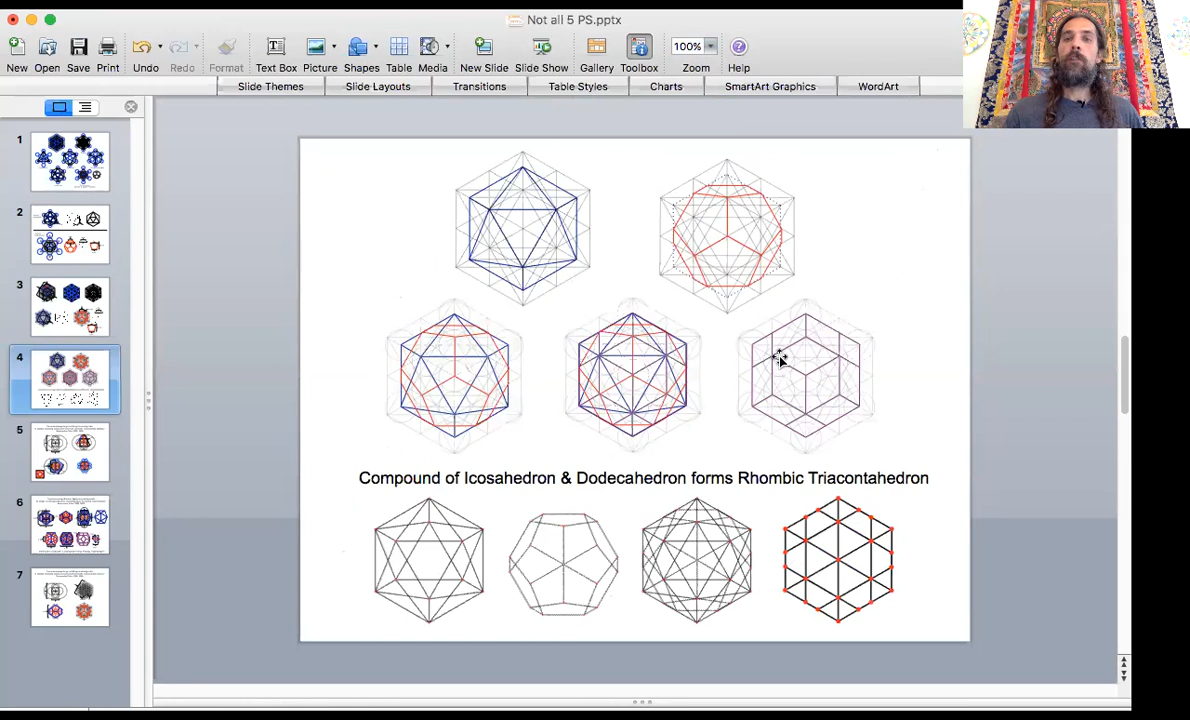 Not all 5 PS.pptx
New Open Save Print Undo Redo Format Text Box Picture Shapes Table Media New Slide Slide Show Gallery Toolbox 100% Zoom Help
Slide Themes Slide Layouts Transitions Table Styles Charts SmartArt Graphics WordArt
1
2
3
4
5
6
7
Compound of Icosahedron & Dodecahedron forms Rhombic Triacontahedron